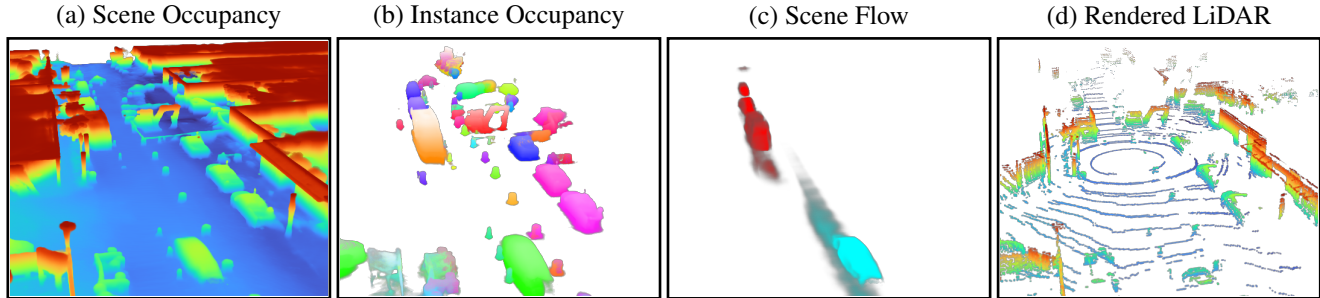 (a) Scene Occupancy
(b) Instance Occupancy
(c) Scene Flow
(d) Rendered LiDAR